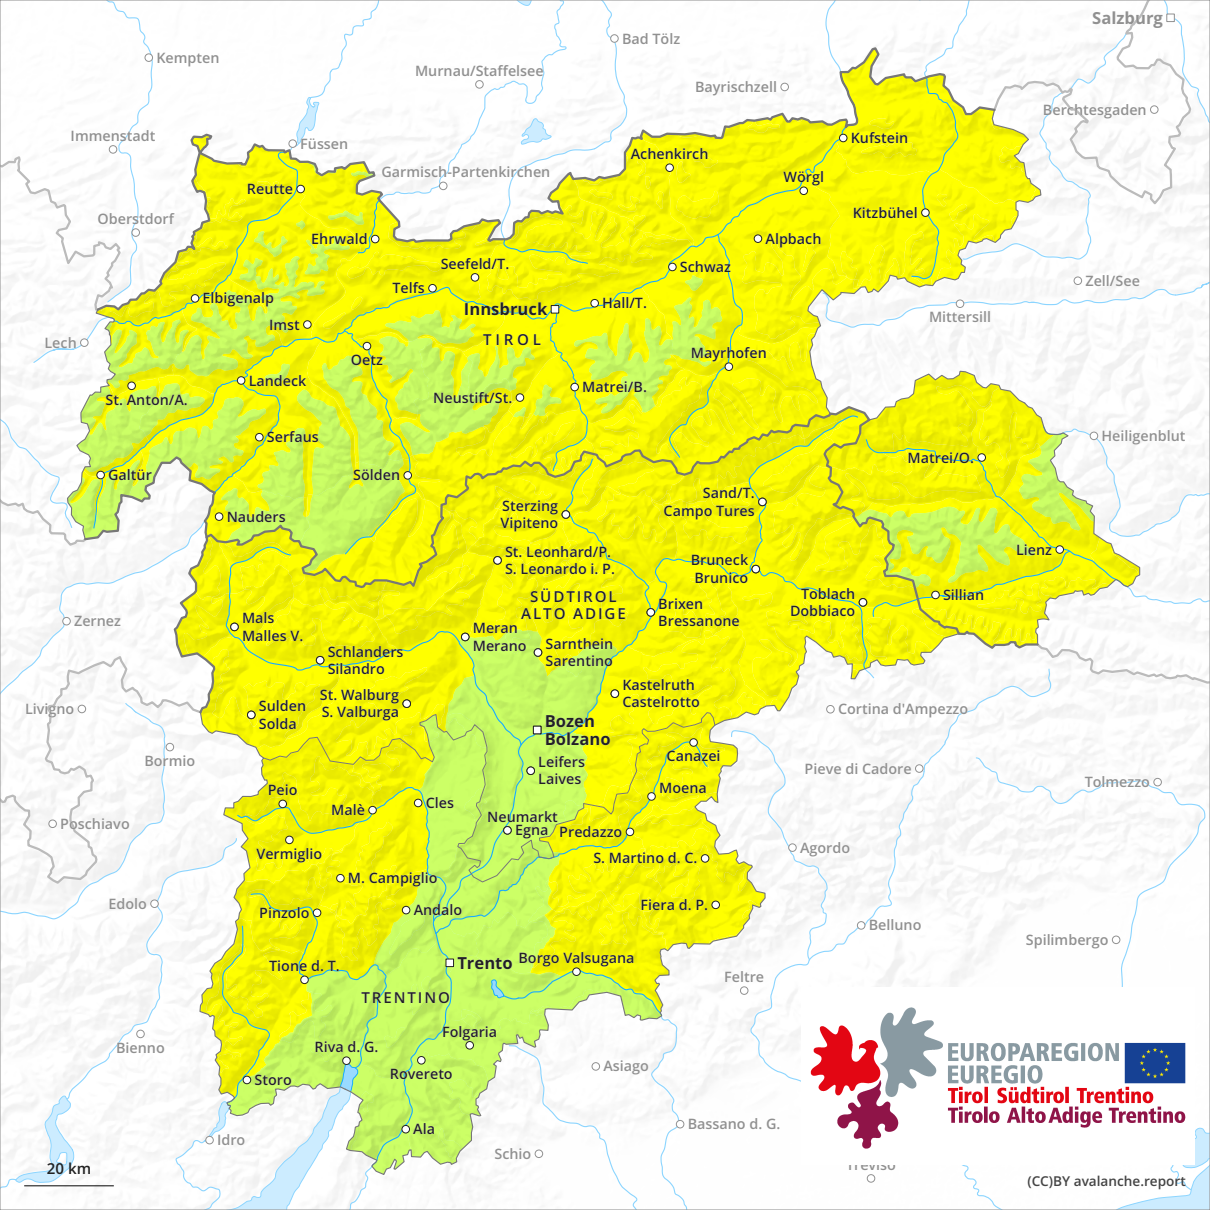 Salzburg
Bad Tölz
Kempten
Murnau/Staffelsee
Bayrischzell
Berchtesgaden
Immenstadt
Füssen
Kufstein
Achenkirch
Garmisch-Partenkirchen
Wörgl
Reutte
Oberstdorf
Kitzbühel
Ehrwald
Alpbach
Seefeld/T.
Schwaz
Zell/See
Telfs
Elbigenalp
Hall/T.
Innsbruck
Mittersill
Imst
TIROL
Lech
Oetz
Mayrhofen
Landeck
Matrei/B.
St. Anton/A.
Neustift/St.
Serfaus
Heiligenblut
Matrei/O.
Galtür
Sölden
Sand/T.
Campo Tures
Sterzing
Vipiteno
Nauders
St. Leonhard/P.
S. Leonardo i. P.
Lienz
Bruneck
Brunico
SÜDTIROL
ALTO ADIGE
Toblach
Dobbiaco
Sillian
Brixen
Bressanone
Zernez
Mals
Malles V.
Meran
Merano
Sarnthein
Sarentino
Schlanders
Silandro
Kastelruth
Castelrotto
St. Walburg
S. Valburga
Livigno
Sulden
Solda
Cortina d'Ampezzo
Bozen
Bolzano
Bormio
Canazei
Leifers
Laives
Pieve di Cadore
Tolmezzo
Peio
Moena
Cles
Malè
Neumarkt
Egna
Poschiavo
Predazzo
Vermiglio
Agordo
S. Martino d. C.
M. Campiglio
Edolo
Pinzolo
Andalo
Fiera d. P.
Belluno
Spilimbergo
Trento
Borgo Valsugana
Tione d. T.
Feltre
TRENTINO
Folgaria
Bienno
Riva d. G.
Rovereto
Asiago
Storo
EUROPAREGION
EUREGIO
Tirol Südtirol Trentino
Tirolo Alto Adige Trentino
Bassano d. G.
Ala
Idro
Schio
Treviso
20 km
(CC)BY avalanche.report